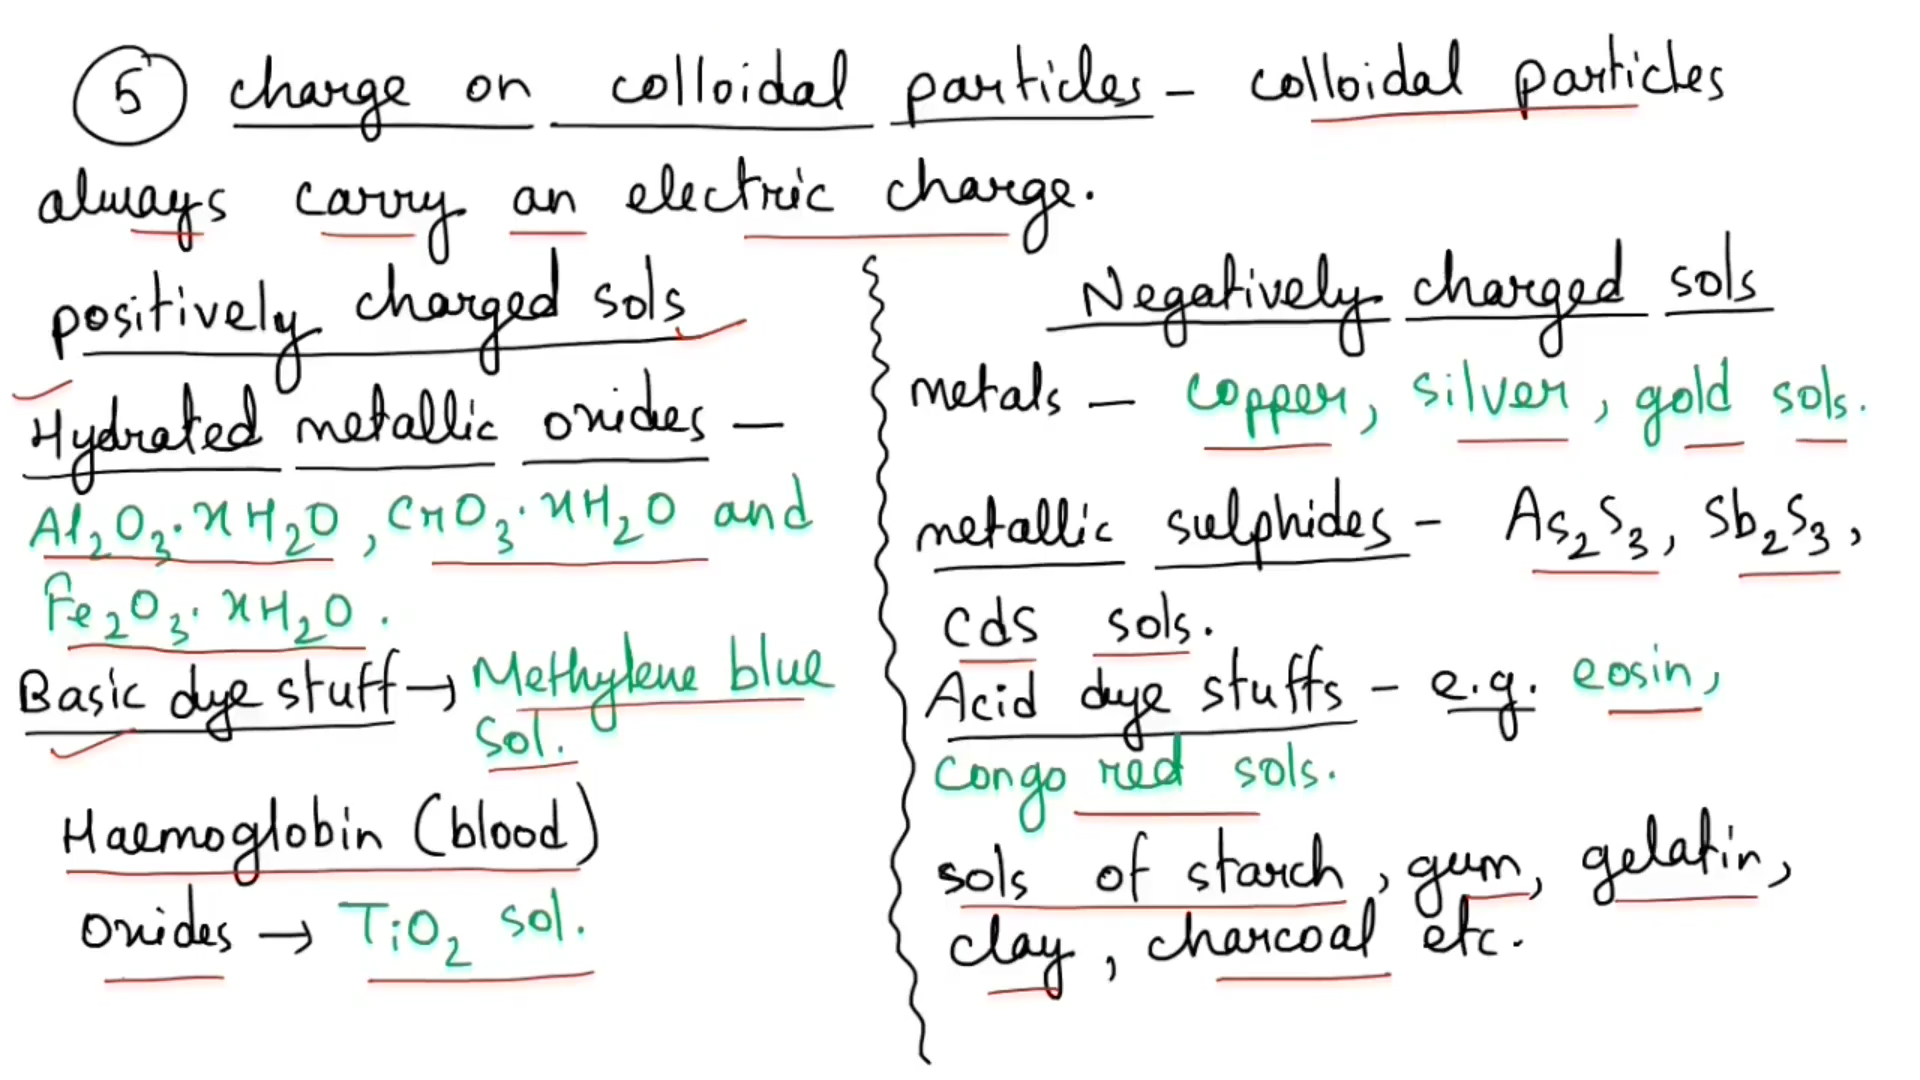 5 charge on colloidal particles - colloidal particles
always carry an electric charge.
positively charged sols
Hydrated metallic oxides -
Al₂O₃·xH₂O, CrO₃·xH₂O and
Fe₂O₃·xH₂O.
Basic dye stuff → Methylene blue
sol.
Haemoglobin (blood)
oxides → TiO₂ sol.
Negatively charged sols
metals - copper, silver, gold sols.
metallic sulphides - As₂S₃, Sb₂S₃,
CdS sols.
Acid dye stuffs - e.g. eosin,
congo red sols.
sols of starch, gum, gelatin,
clay, charcoal etc.